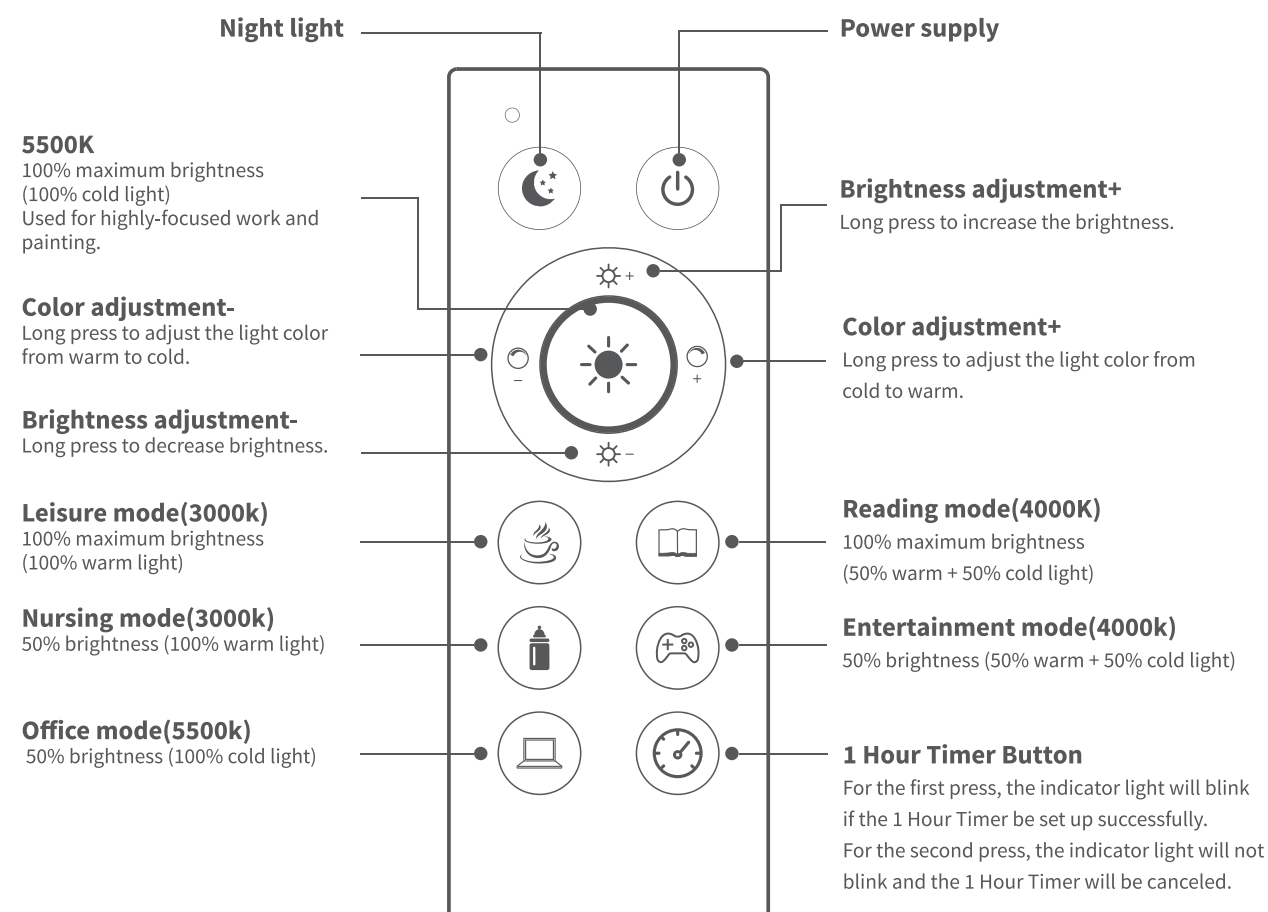 Night light
Power supply
5500K
100% maximum brightness
(100% cold light)
Used for highly-focused work and
painting.
Brightness adjustment+
Long press to increase the brightness.
Color adjustment-
Long press to adjust the light color
from warm to cold.
Color adjustment+
Long press to adjust the light color from
cold to warm.
Brightness adjustment-
Long press to decrease brightness.
+
-
+
-
Leisure mode(3000k)
100% maximum brightness
(100% warm light)
Reading mode(4000K)
100% maximum brightness
(50% warm + 50% cold light)
Nursing mode(3000k)
50% brightness (100% warm light)
Entertainment mode(4000k)
50% brightness (50% warm + 50% cold light)
Office mode(5500k)
50% brightness (100% cold light)
1 Hour Timer Button
For the first press, the indicator light will blink
if the 1 Hour Timer be set up successfully.
For the second press, the indicator light will not
blink and the 1 Hour Timer will be canceled.